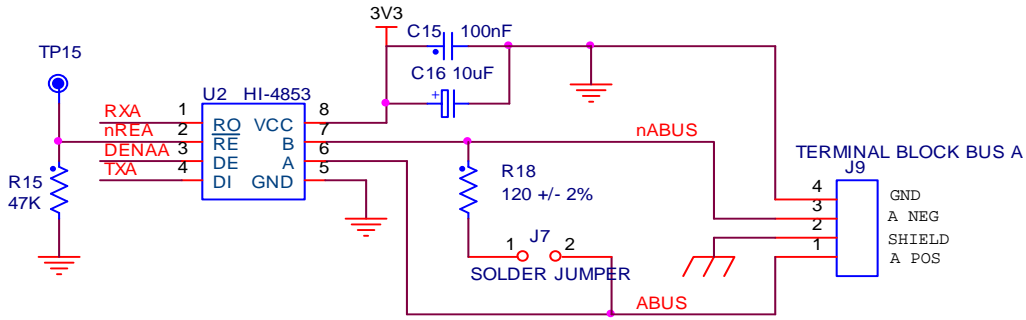 3V3
C15 100nF
TP15
C16 10uF
+
U2 HI-4853
RXA 1 RO VCC 8
nREA 2 RE B 7 nABUS
DENAA 3 DE A 6
TXA 4 DI GND 5
TERMINAL BLOCK BUS A
J9
R15
47K
R18
120 +/- 2%
4 GND
3 A NEG
2 SHIELD
1 A POS
J7
1 2
SOLDER JUMPER
ABUS